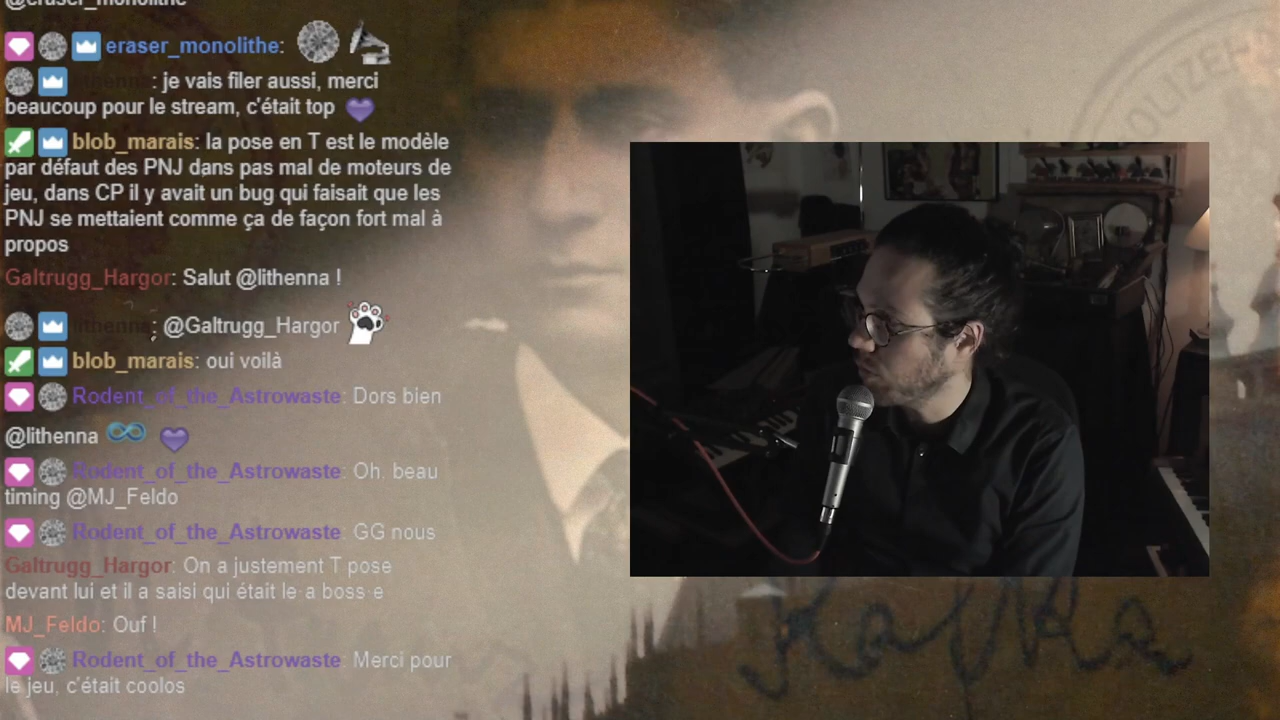 @eraser_monolithe
eraser_monolithe:
lithenna: je vais filer aussi, merci
beaucoup pour le stream, c'était top
blob_marais: la pose en T est le modèle
par défaut des PNJ dans pas mal de moteurs de
jeu, dans CP il y avait un bug qui faisait que les
PNJ se mettaient comme ça de façon fort mal à
propos
Galtrugg_Hargor: Salut @lithenna !
lithenna: @Galtrugg_Hargor
blob_marais: oui voilà
Rodent_of_the_Astrowaste: Dors bien
@lithenna
Rodent_of_the_Astrowaste: Oh, beau
timing @MJ_Feldo
Rodent_of_the_Astrowaste: GG nous
Galtrugg_Hargor: On a justement T pose
devant lui et il a saisi qui était le·a boss·e
MJ_Feldo: Ouf !
Rodent_of_the_Astrowaste: Merci pour
le jeu, c'était coolos
Kafka